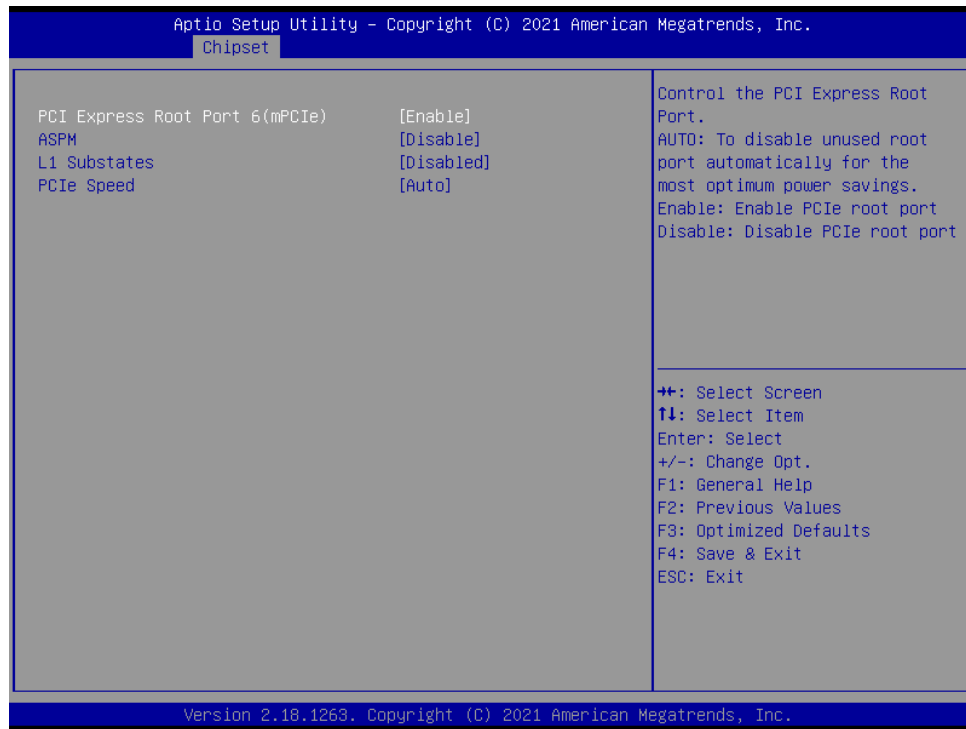 Aptio Setup Utility – Copyright (C) 2021 American Megatrends, Inc.
Chipset
PCI Express Root Port 6(mPCIe) [Enable]
ASPM [Disable]
L1 Substates [Disabled]
PCIe Speed [Auto]
Control the PCI Express Root
Port.
AUTO: To disable unused root
port automatically for the
most optimum power savings.
Enable: Enable PCIe root port
Disable: Disable PCIe root port
→←: Select Screen
↑↓: Select Item
Enter: Select
+/-: Change Opt.
F1: General Help
F2: Previous Values
F3: Optimized Defaults
F4: Save & Exit
ESC: Exit
Version 2.18.1263. Copyright (C) 2021 American Megatrends, Inc.